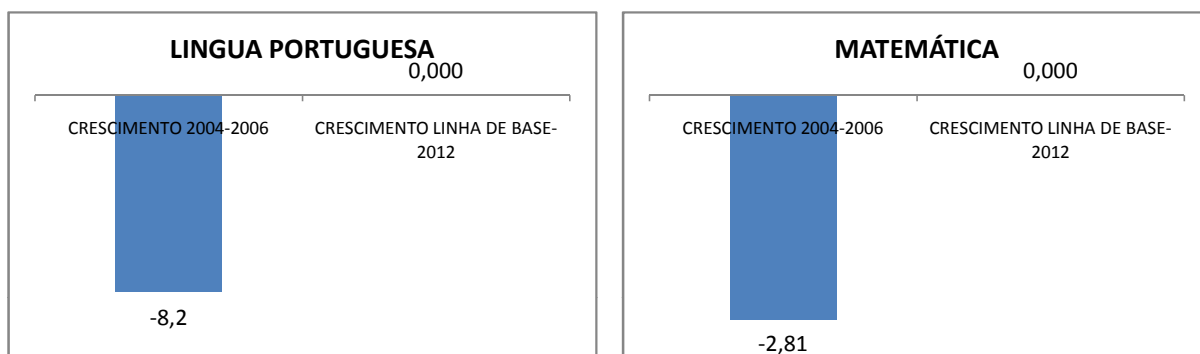 LINGUA PORTUGUESA
0,000
CRESCIMENTO 2004-2006
CRESCIMENTO LINHA DE BASE-
2012
-8,2
MATEMÁTICA
0,000
CRESCIMENTO 2004-2006
CRESCIMENTO LINHA DE BASE-
2012
-2,81